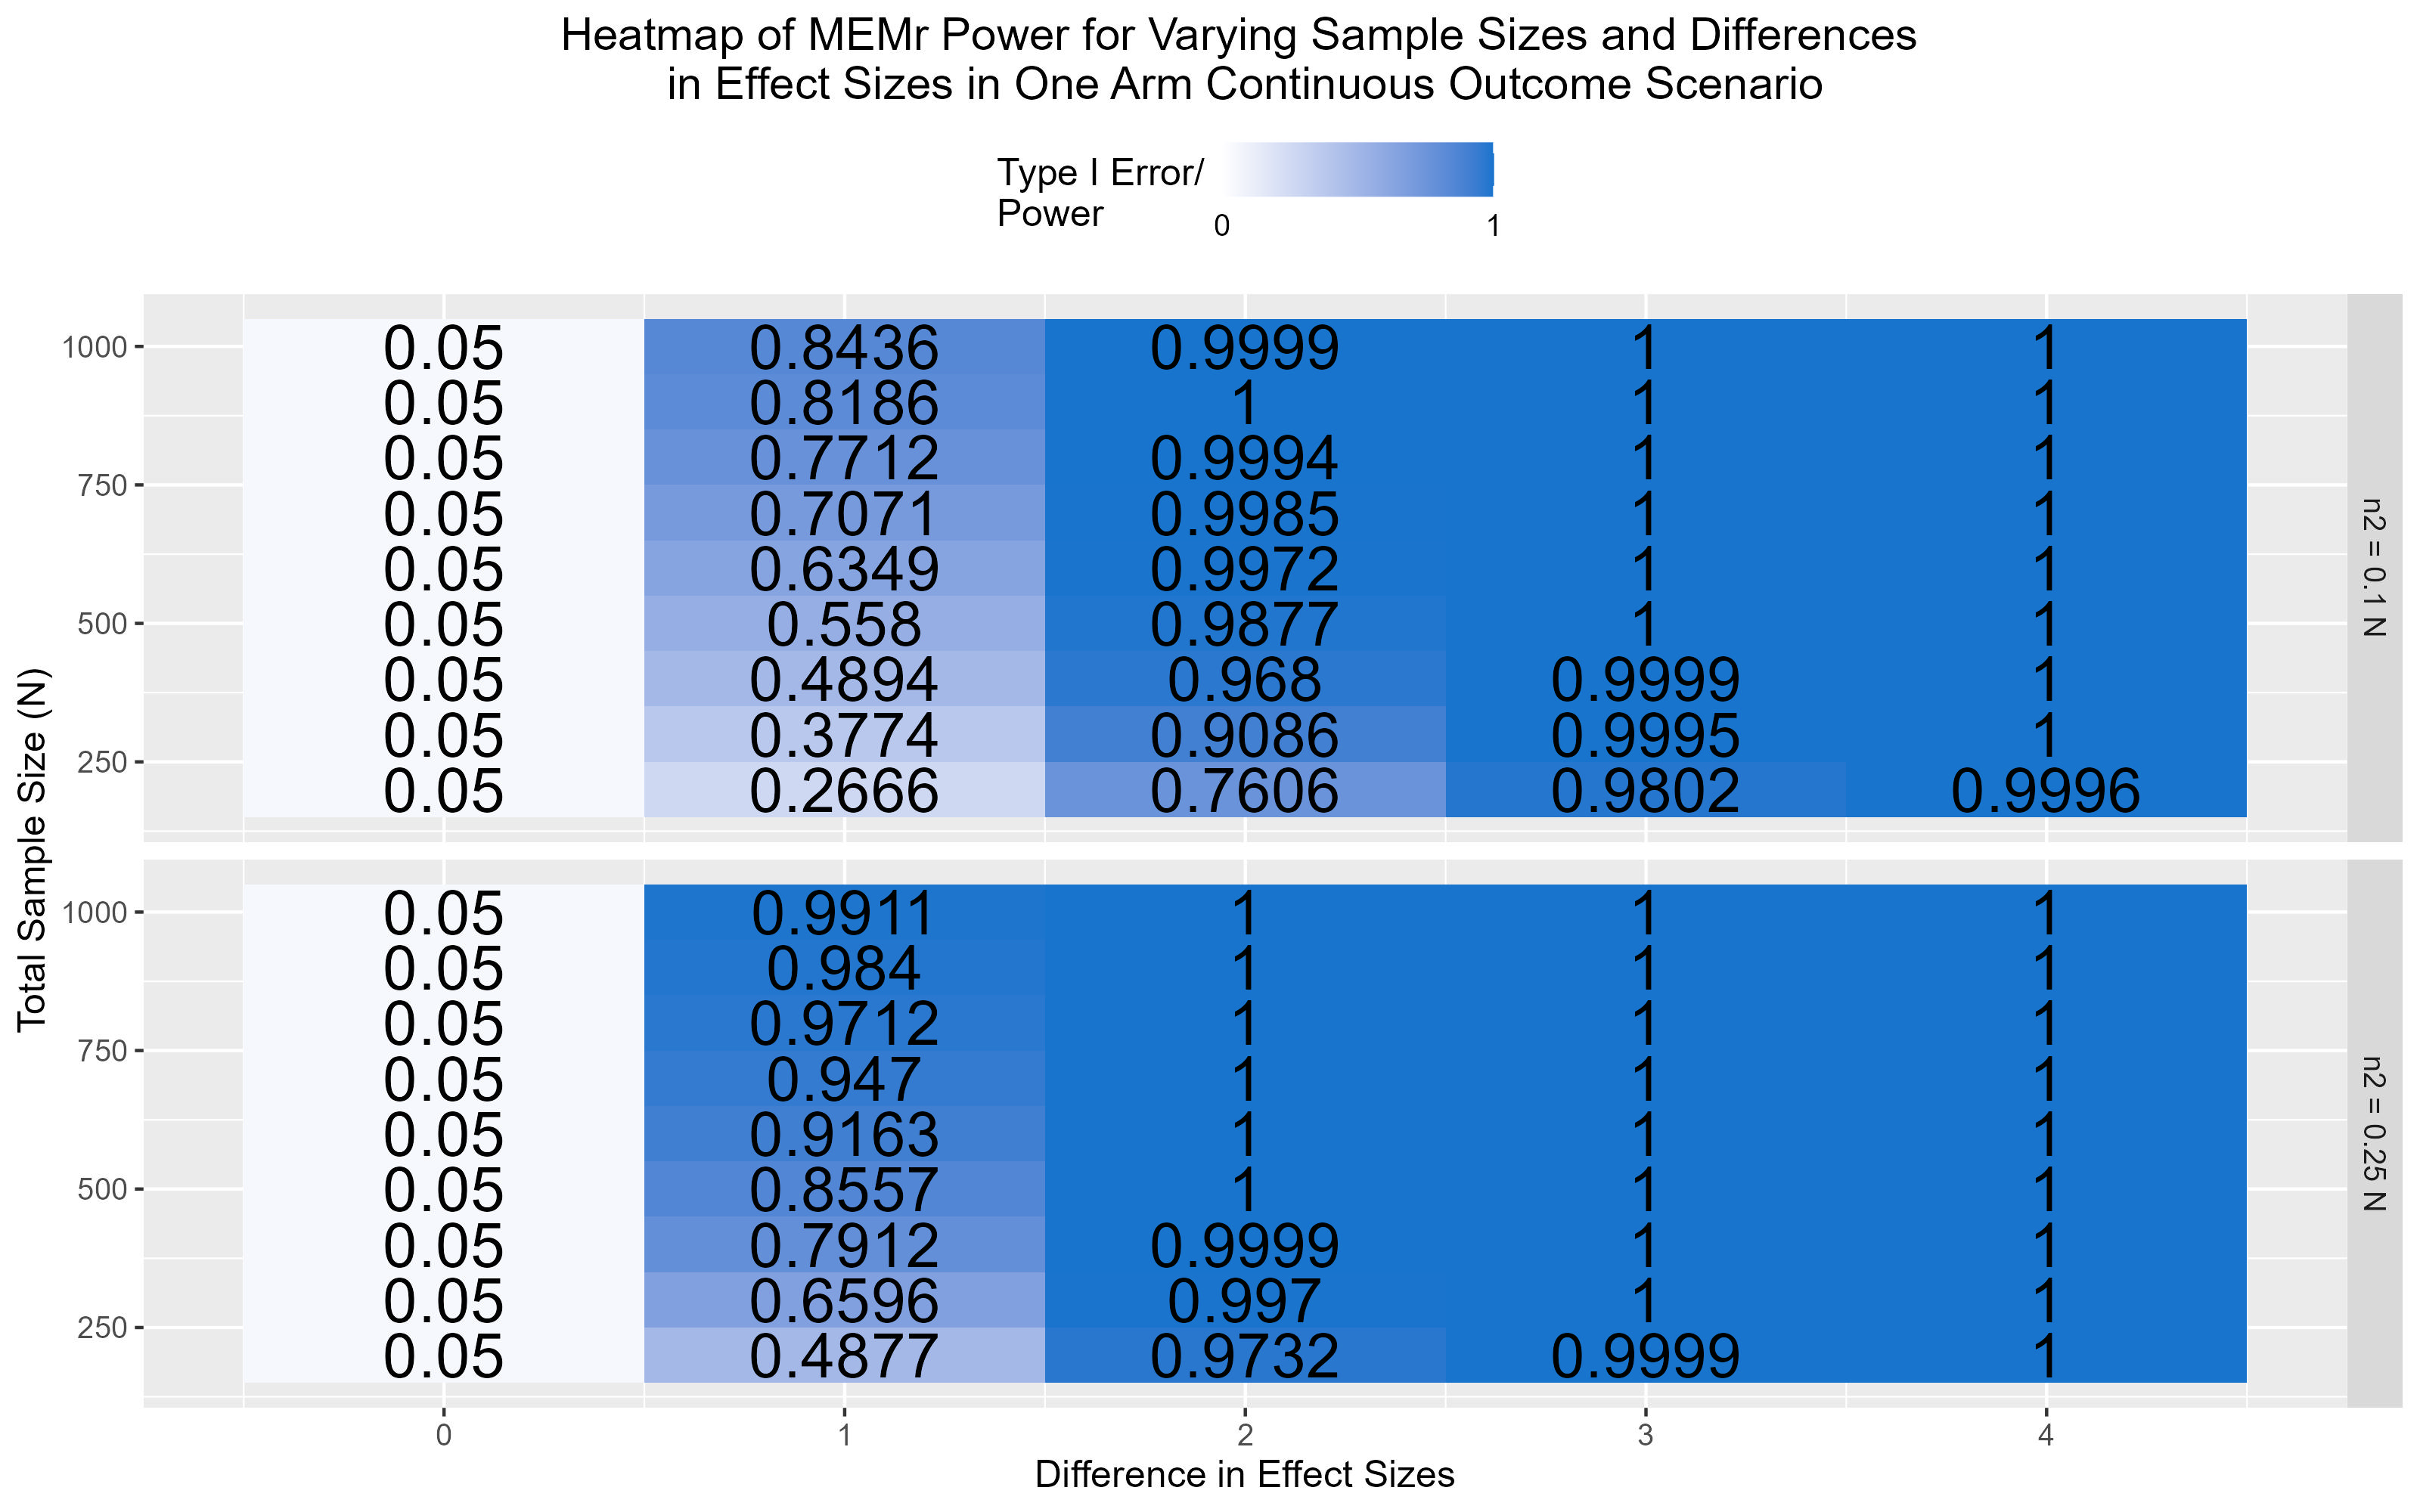 Heatmap of MEMr Power for Varying Sample Sizes and Differences
in Effect Sizes in One Arm Continuous Outcome Scenario
Type I Error/
Power
0 1
Total Sample Size (N)
1000 0.05 0.8436 0.9999 1 1
0.05 0.8186 1 1 1
0.05 0.7712 0.9994 1 1
750
0.05 0.7071 0.9985 1 1
0.05 0.6349 0.9972 1 1
500 0.05 0.558 0.9877 1 1
0.05 0.4894 0.968 0.9999 1
0.05 0.3774 0.9086 0.9995 1
250
0.05 0.2666 0.7606 0.9802 0.9996
n2 = 0.1 N
1000 0.05 0.9911 1 1 1
0.05 0.984 1 1 1
0.05 0.9712 1 1 1
750
0.05 0.947 1 1 1
0.05 0.9163 1 1 1
500 0.05 0.8557 1 1 1
0.05 0.7912 0.9999 1 1
0.05 0.6596 0.997 1 1
250
0.05 0.4877 0.9732 0.9999 1
n2 = 0.25 N
0 1 2 3 4
Difference in Effect Sizes